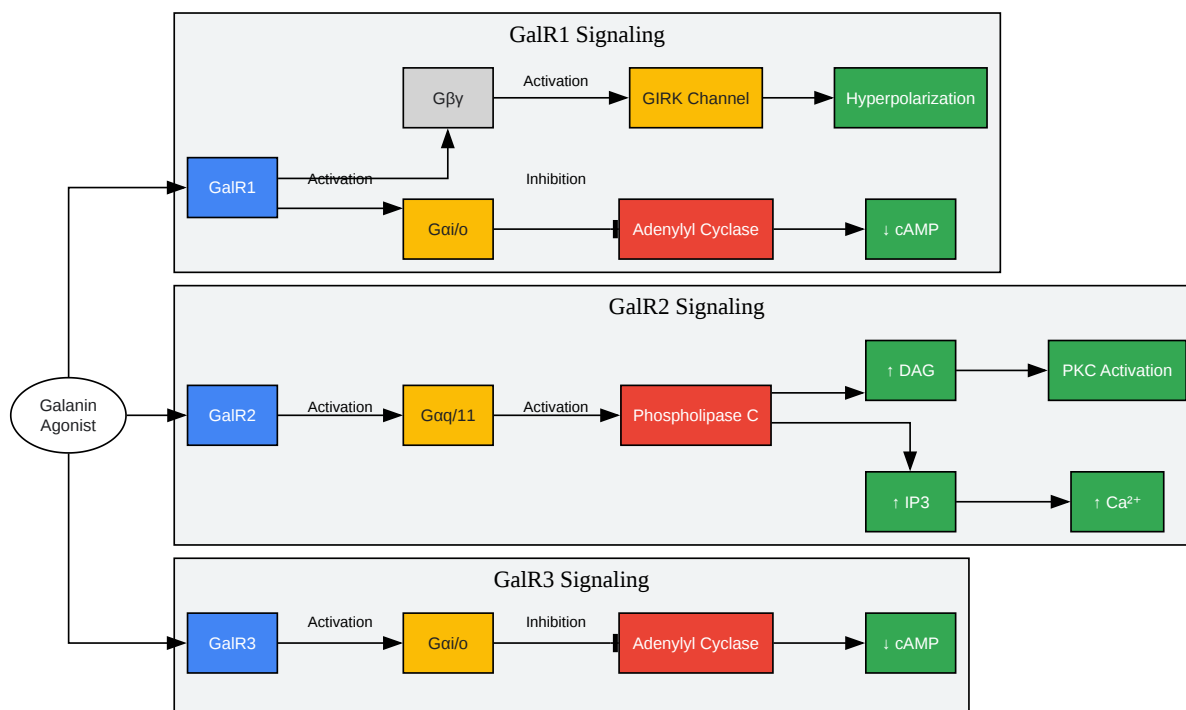 GalR1 Signaling
Gβγ
Activation
GIRK Channel
Hyperpolarization
GalR1
Activation
Inhibition
Gαi/o
Adenylyl Cyclase
↓ cAMP
GalR2 Signaling
↑ DAG
PKC Activation
Galanin
Agonist
GalR2
Activation
Gαq/11
Activation
Phospholipase C
↑ IP3
↑ Ca²⁺
GalR3 Signaling
GalR3
Activation
Gαi/o
Inhibition
Adenylyl Cyclase
↓ cAMP